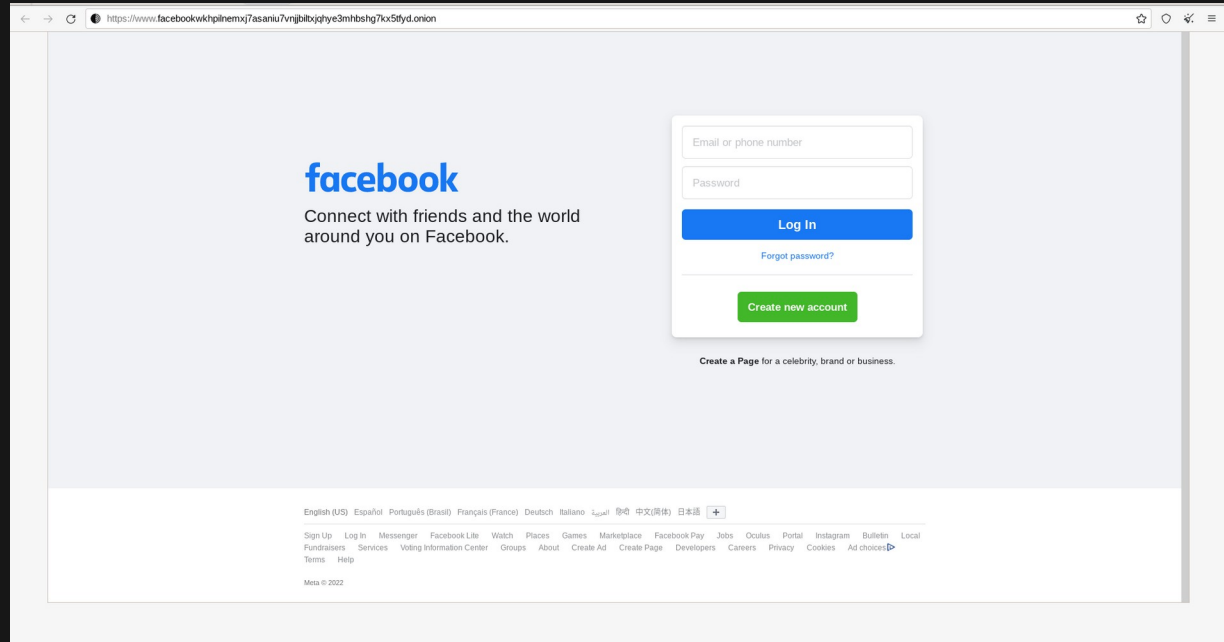 https://www.facebookwkhpilnemxj7asaniu7vnjjbiltxjqhye3mhbshg7kx5tfyd.onion
Email or phone number
facebook
Password
Connect with friends and the world
around you on Facebook.
Log In
Forgot password?
Create new account
Create a Page for a celebrity, brand or business.
English (US) Español Português (Brasil) Français (France) Deutsch Italiano العربية हिन्दी 中文(简体) 日本語 +
Sign Up Log In Messenger Facebook Lite Watch Places Games Marketplace Facebook Pay Jobs Oculus Portal Instagram Bulletin Local
Fundraisers Services Voting Information Center Groups About Create Ad Create Page Developers Careers Privacy Cookies Ad choices
Terms Help
Meta © 2022